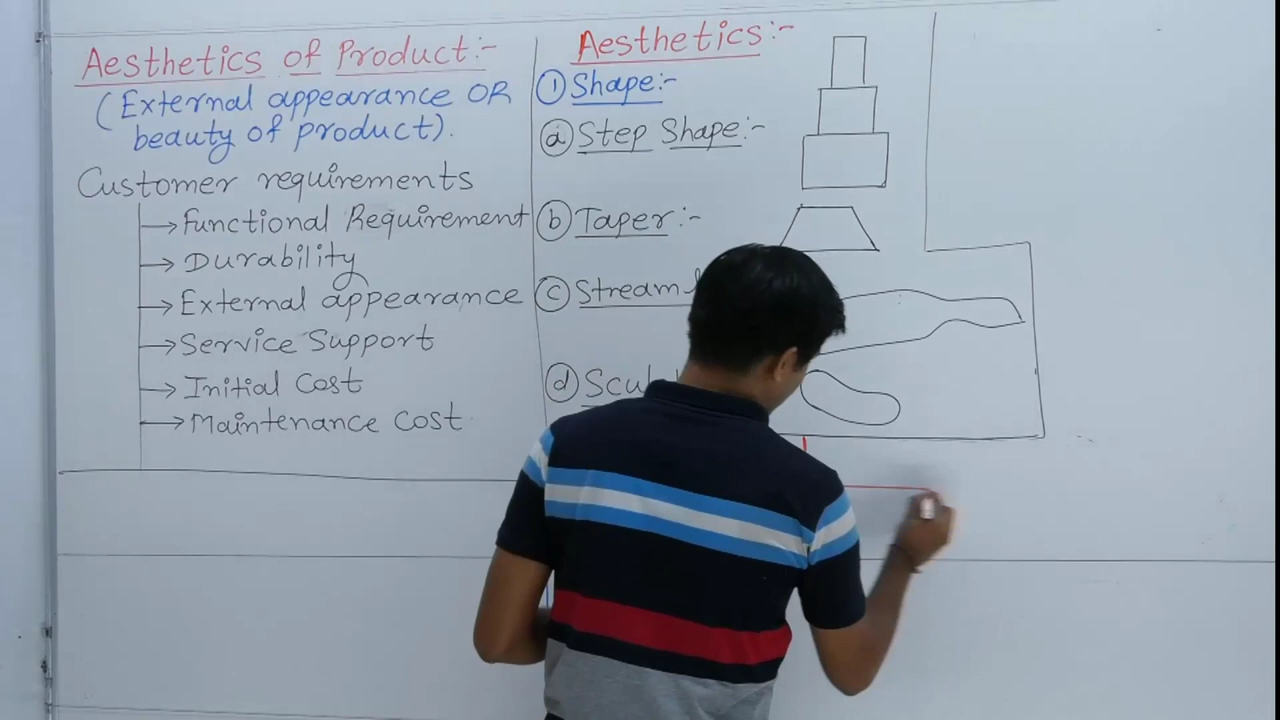 Aesthetics of Product:-
(External appearance OR
beauty of product).
Customer requirements
→ Functional Requirement
→ Durability
→ External appearance
→ Service Support
→ Initial Cost
→ Maintenance Cost
Aesthetics:-
① Shape:-
ⓐ Step Shape:-
ⓑ Taper:-
ⓒ Stream
ⓓ Scul